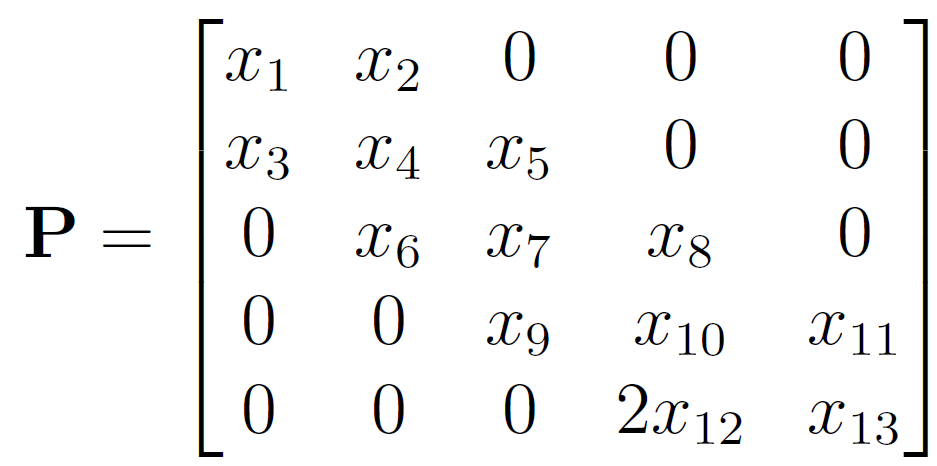 x₁ x₂ 0 0 0
x₃ x₄ x₅ 0 0
P = 0 x₆ x₇ x₈ 0
0 0 x₉ x₁₀ x₁₁
0 0 0 2x₁₂ x₁₃